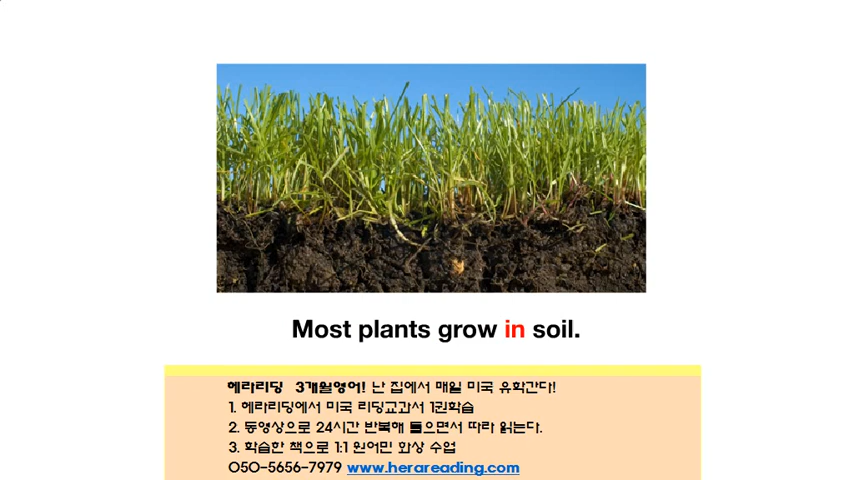 Most plants grow in soil.
헤라리딩 3개월영어! 난 집에서 매일 미국 유학간다!
1. 헤라리딩에서 미국 리딩교과서 1권학습
2. 동영상으로 24시간 반복해 들으면서 따라 읽는다.
3. 학습한 책으로 1:1 원어민 화상 수업
050-5656-7979 www.herareading.com